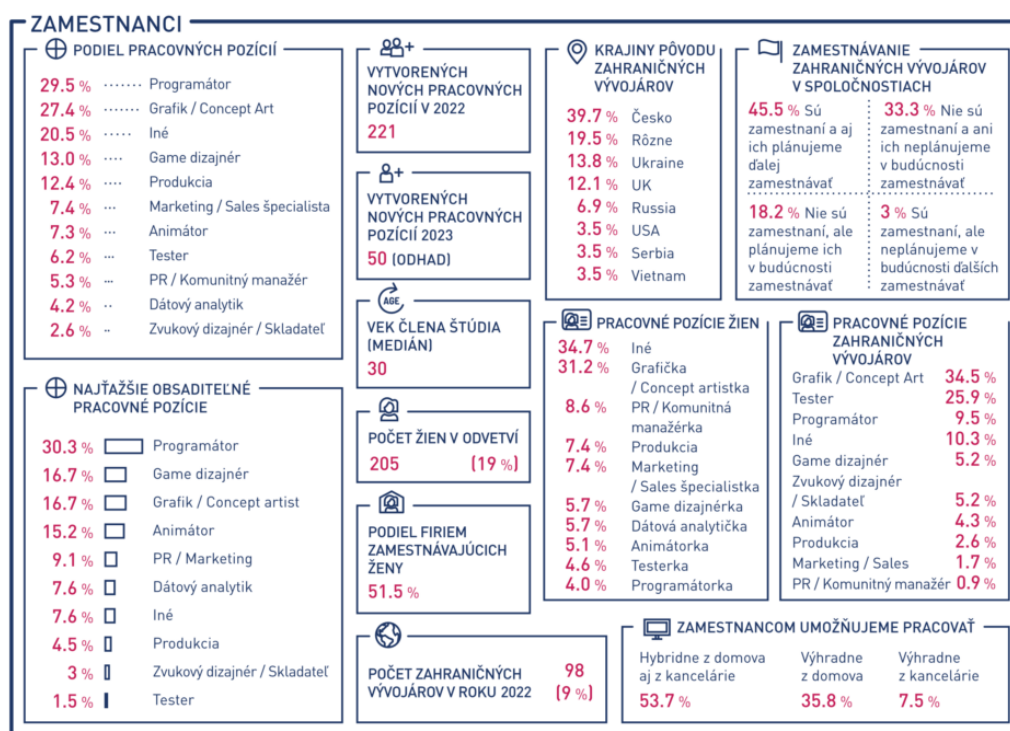 ZAMESTNANCI
PODIEL PRACOVNÝCH POZÍCIÍ
29.5 % ....... Programátor
27.4 % ....... Grafik / Concept Art
20.5 % ..... Iné
13.0 % .... Game dizajnér
12.4 % .... Produkcia
7.4 % ... Marketing / Sales špecialista
7.3 % ... Animátor
6.2 % ... Tester
5.3 % ... PR / Komunitný manažér
4.2 % .. Dátový analytik
2.6 % .. Zvukový dizajnér / Skladateľ
NAJŤAŽŠIE OBSADITEĽNÉ
PRACOVNÉ POZÍCIE
30.3 % Programátor
16.7 % Game dizajnér
16.7 % Grafik / Concept artist
15.2 % Animátor
9.1 % PR / Marketing
7.6 % Dátový analytik
7.6 % Iné
4.5 % Produkcia
3 % Zvukový dizajnér / Skladateľ
1.5 % Tester
VYTVORENÝCH
NOVÝCH PRACOVNÝCH
POZÍCIÍ V 2022
221
VYTVORENÝCH
NOVÝCH PRACOVNÝCH
POZÍCIÍ 2023
50 (ODHAD)
AGE
VEK ČLENA ŠTÚDIA
(MEDIÁN)
30
POČET ŽIEN V ODVETVÍ
205 (19 %)
PODIEL FIRIEM
ZAMESTNÁVAJÚCICH
ŽENY
51.5 %
POČET ZAHRANIČNÝCH
VÝVOJÁROV V ROKU 2022
98
(9 %)
KRAJINY PÔVODU
ZAHRANIČNÝCH
VÝVOJÁROV
39.7 % Česko
19.5 % Rôzne
13.8 % Ukraine
12.1 % UK
6.9 % Russia
3.5 % USA
3.5 % Serbia
3.5 % Vietnam
ZAMESTNÁVANIE
ZAHRANIČNÝCH VÝVOJÁROV
V SPOLOČNOSTIACH
45.5 % Sú
zamestnaní a aj
ich plánujeme
ďalej
zamestnávať
33.3 % Nie sú
zamestnaní a ani
ich neplánujeme
v budúcnosti
zamestnávať
18.2 % Nie sú
zamestnaní, ale
plánujeme ich
v budúcnosti
zamestnávať
3 % Sú
zamestnaní, ale
neplánujeme v
budúcnosti ďalších
zamestnávať
PRACOVNÉ POZÍCIE ŽIEN
34.7 % Iné
31.2 % Grafička
/ Concept artistka
8.6 % PR / Komunitná
manažérka
7.4 % Produkcia
7.4 % Marketing
/ Sales špecialistka
5.7 % Game dizajnérka
5.7 % Dátová analytička
5.1 % Animátorka
4.6 % Testerka
4.0 % Programátorka
PRACOVNÉ POZÍCIE
ZAHRANIČNÝCH
VÝVOJÁROV
Grafik / Concept Art 34.5 %
Tester 25.9 %
Programátor 9.5 %
Iné 10.3 %
Game dizajnér 5.2 %
Zvukový dizajnér
/ Skladateľ 5.2 %
Animátor 4.3 %
Produkcia 2.6 %
Marketing / Sales 1.7 %
PR / Komunitný manažér 0.9 %
ZAMESTNANCOM UMOŽŇUJEME PRACOVAŤ
Hybridne z domova
aj z kancelárie
53.7 %
Výhradne
z domova
35.8 %
Výhradne
z kancelárie
7.5 %